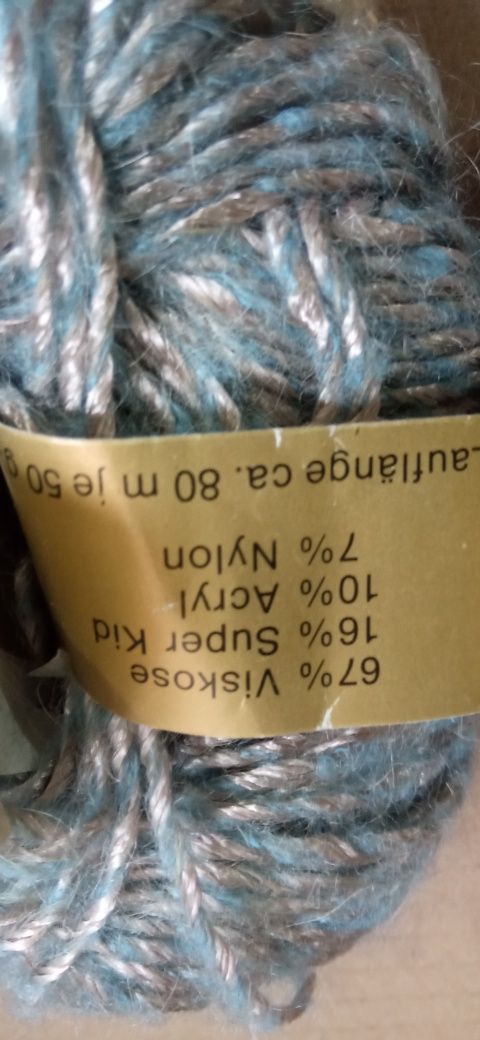 67% Viskose
16% Super Kid
10% Acryl
7% Nylon
Lauflänge ca. 80 m je 50 g